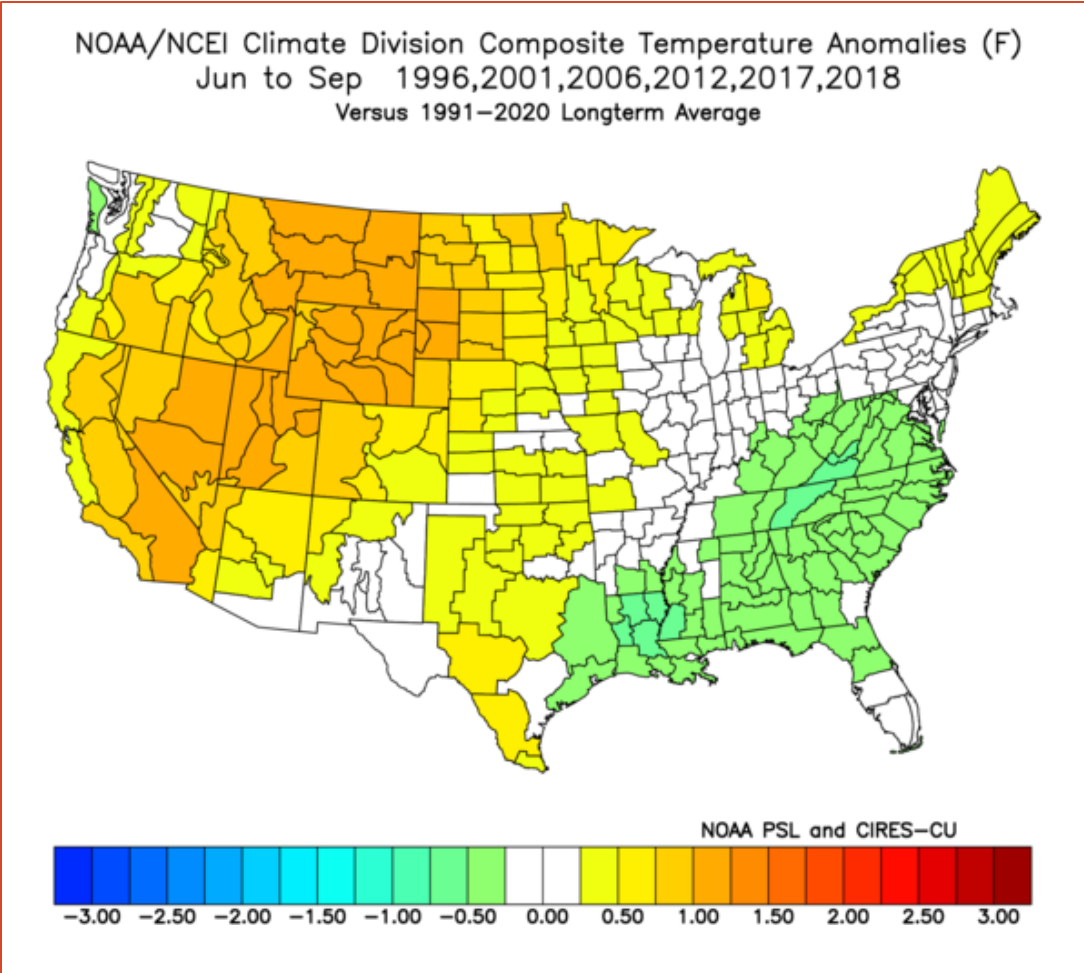 NOAA/NCEI Climate Division Composite Temperature Anomalies (F)
Jun to Sep 1996,2001,2006,2012,2017,2018
Versus 1991−2020 Longterm Average
NOAA PSL and CIRES−CU
−3.00 −2.50 −2.00 −1.50 −1.00 −0.50 0.00 0.50 1.00 1.50 2.00 2.50 3.00